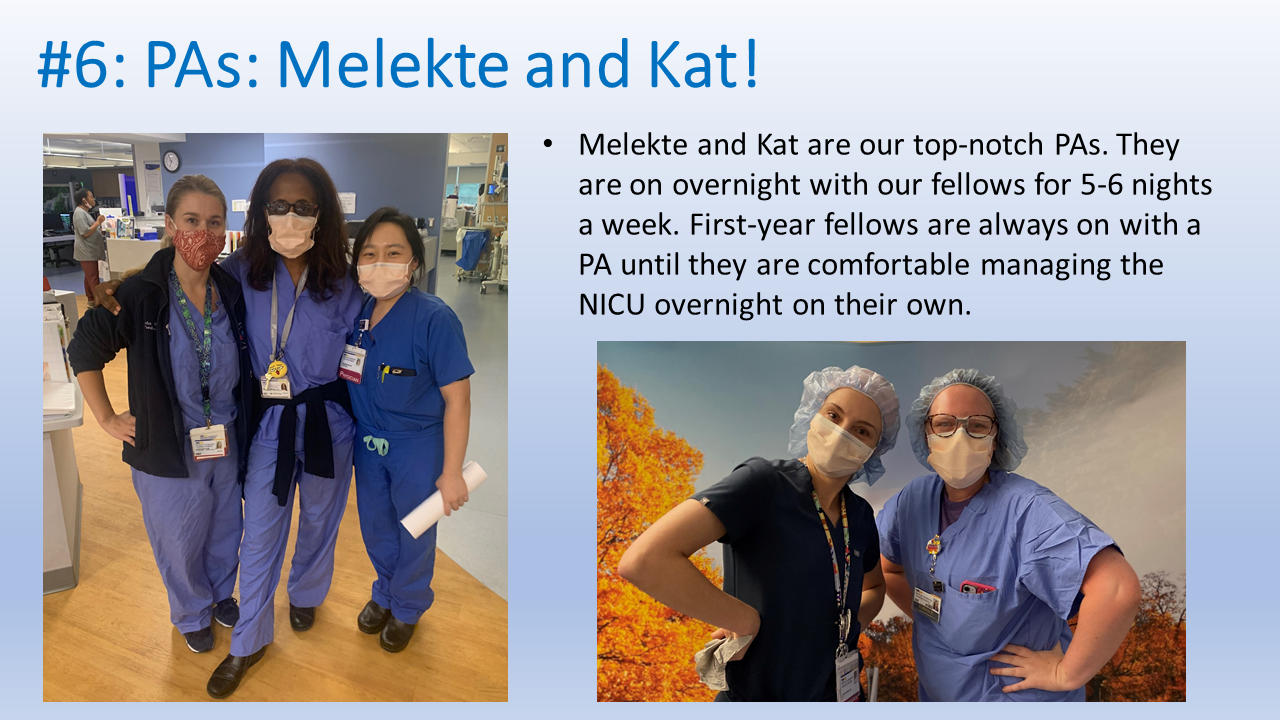 #6: PAs: Melekte and Kat!
• Melekte and Kat are our top-notch PAs. They
are on overnight with our fellows for 5-6 nights
a week. First-year fellows are always on with a
PA until they are comfortable managing the
NICU overnight on their own.